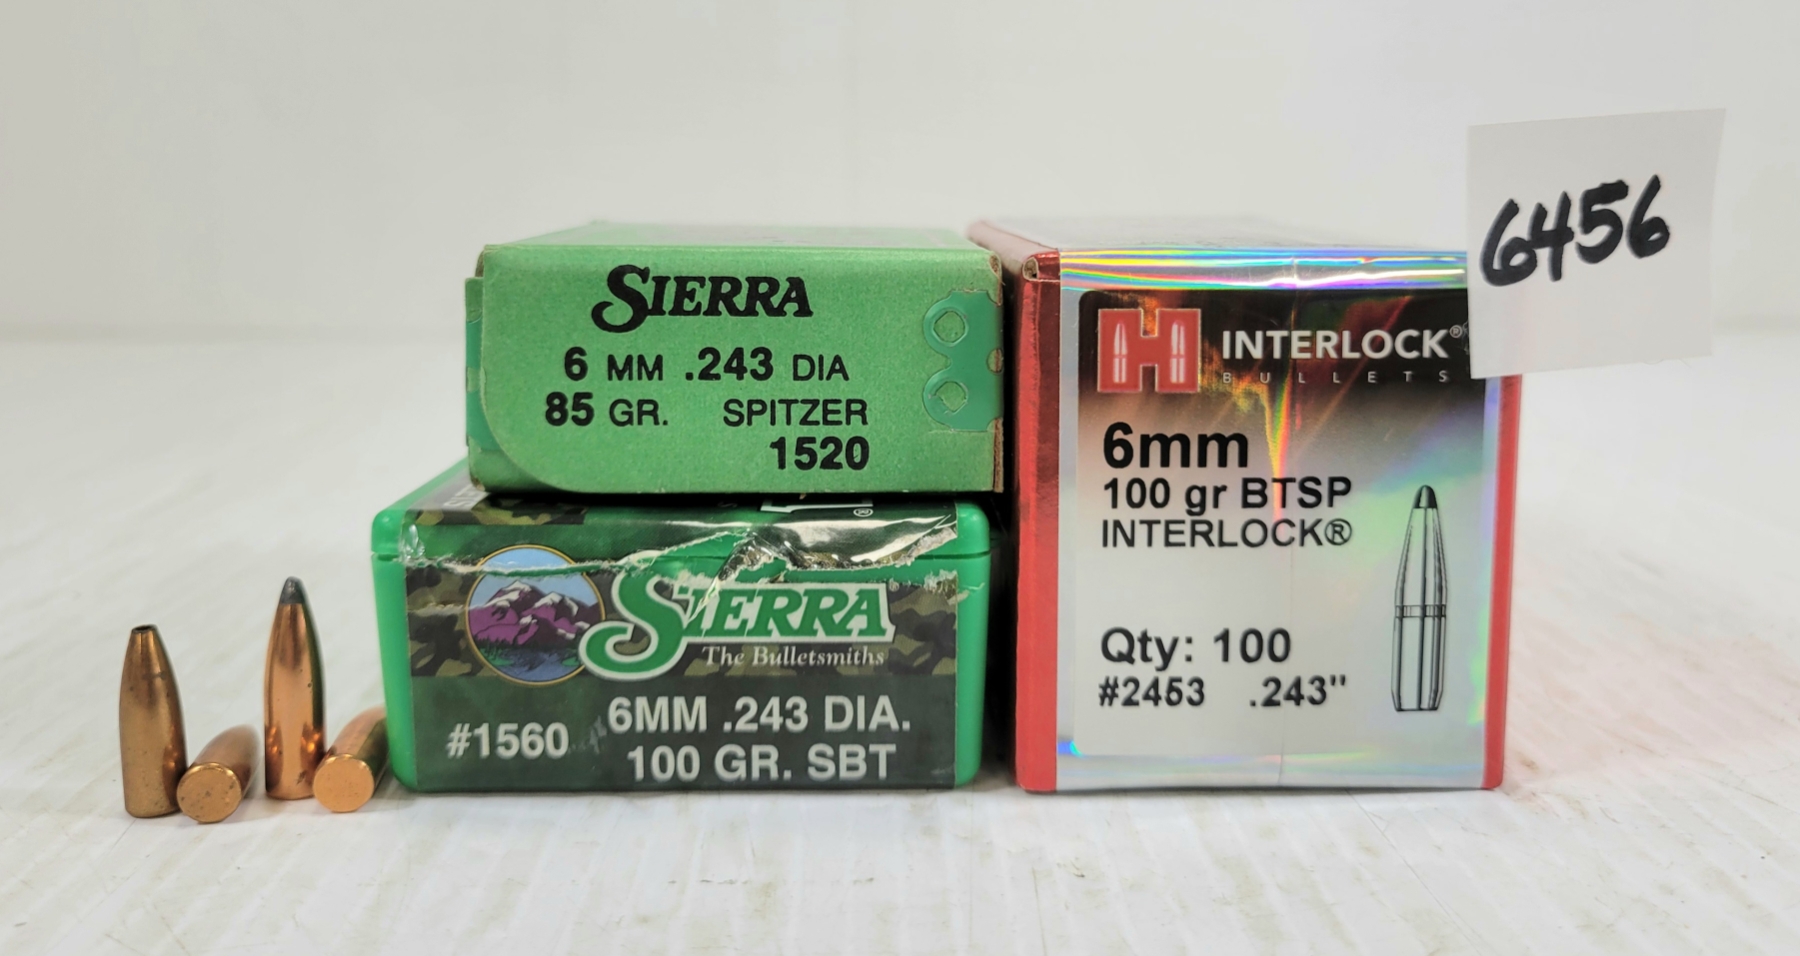 SIERRA
6 MM .243 DIA
85 GR. SPITZER
1520
SIERRA
The Bulletsmiths
#1560 6MM .243 DIA.
100 GR. SBT
H INTERLOCK®
BULLETS
6mm
100 gr BTSP
INTERLOCK®
Qty: 100
#2453 .243"
6456